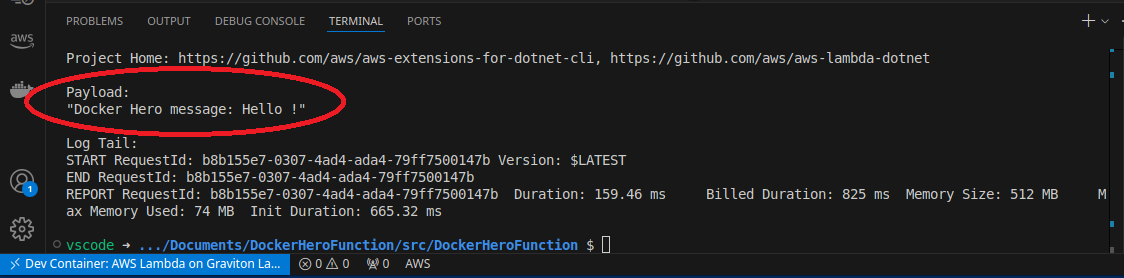 PROBLEMS OUTPUT DEBUG CONSOLE TERMINAL PORTS
aws
Project Home: https://github.com/aws/aws-extensions-for-dotnet-cli, https://github.com/aws/aws-lambda-dotnet
Payload:
"Docker Hero message: Hello !"
Log Tail:
START RequestId: b8b155e7-0307-4ad4-ada4-79ff7500147b Version: $LATEST
END RequestId: b8b155e7-0307-4ad4-ada4-79ff7500147b
REPORT RequestId: b8b155e7-0307-4ad4-ada4-79ff7500147b Duration: 159.46 ms Billed Duration: 825 ms Memory Size: 512 MB M
ax Memory Used: 74 MB Init Duration: 665.32 ms
1
vscode ➜ .../Documents/DockerHeroFunction/src/DockerHeroFunction $
Dev Container: AWS Lambda on Graviton La... 0 0 0 AWS